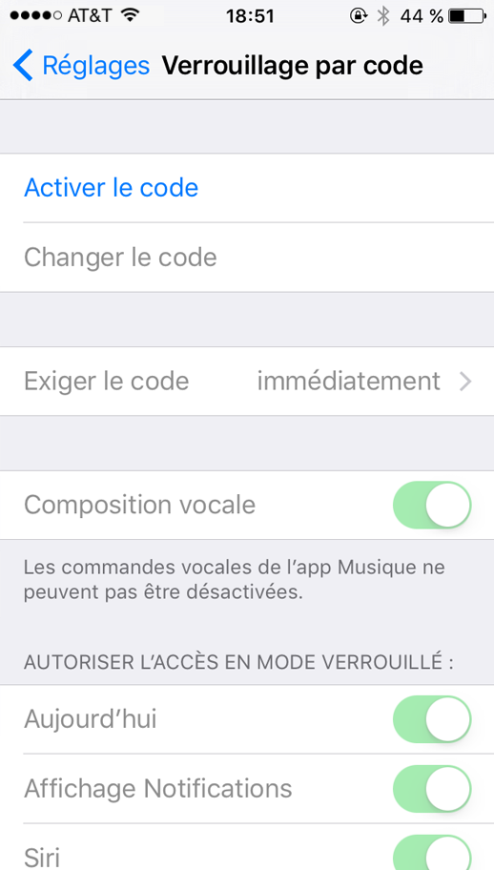 AT&T 18:51 44 %
Réglages Verrouillage par code
Activer le code
Changer le code
Exiger le code immédiatement
Composition vocale
Les commandes vocales de l’app Musique ne
peuvent pas être désactivées.
AUTORISER L’ACCÈS EN MODE VERROUILLÉ :
Aujourd’hui
Affichage Notifications
Siri